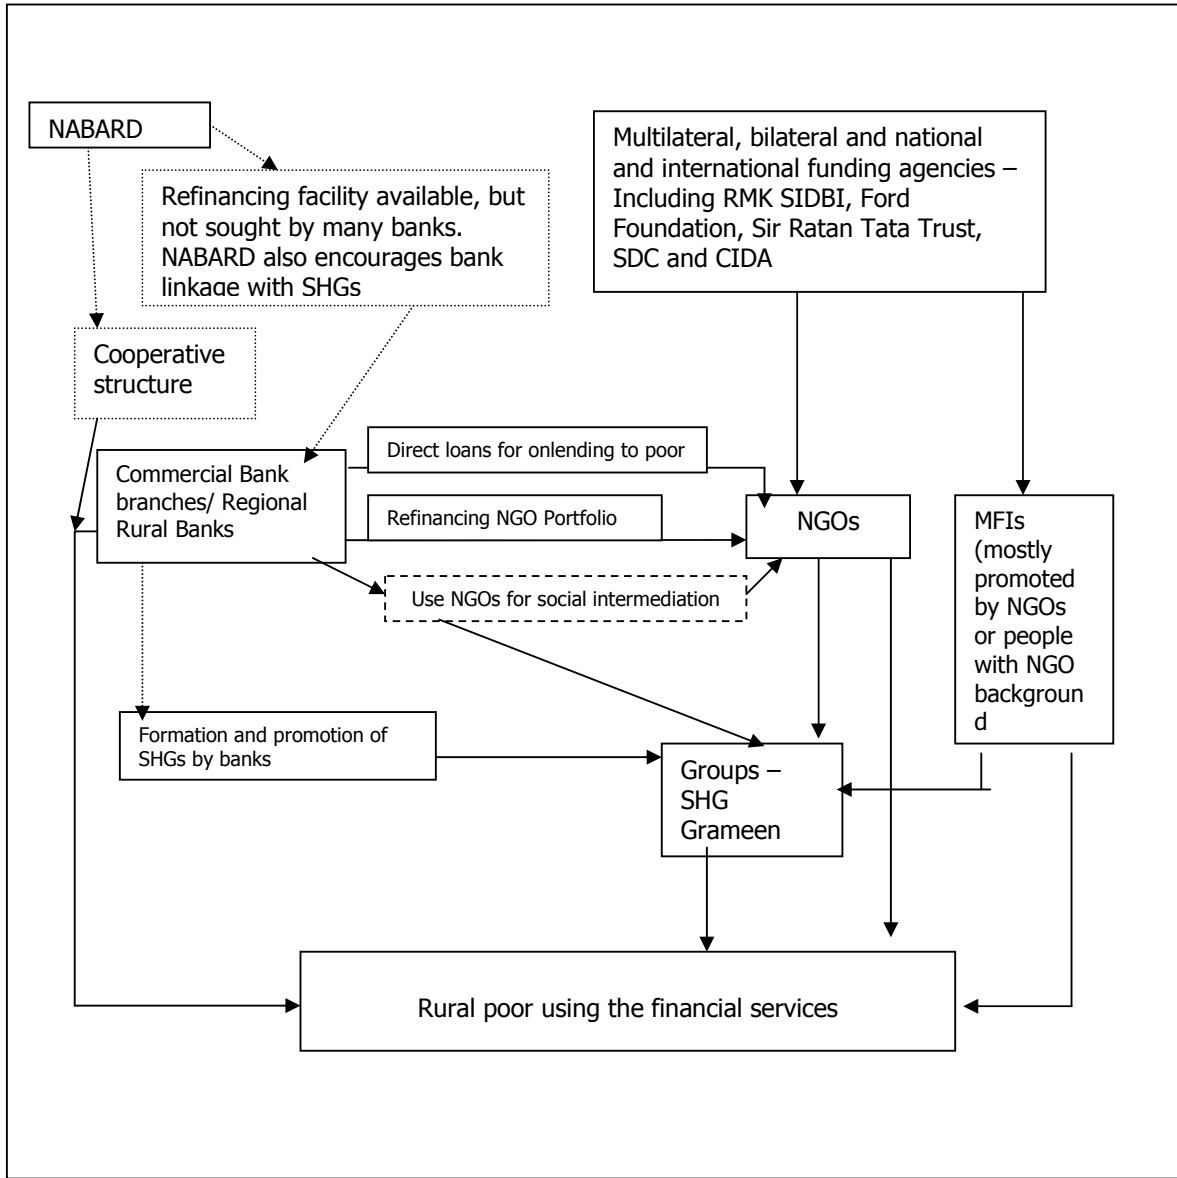 NABARD
Multilateral, bilateral and national
and international funding agencies –
Including RMK SIDBI, Ford
Foundation, Sir Ratan Tata Trust,
SDC and CIDA
Refinancing facility available, but
not sought by many banks.
NABARD also encourages bank
linkage with SHGs
Cooperative
structure
Commercial Bank
branches/ Regional
Rural Banks
Direct loans for onlending to poor
Refinancing NGO Portfolio
Use NGOs for social intermediation
NGOs
MFIs
(mostly
promoted
by NGOs
or people
with NGO
backgroun
d
Formation and promotion of
SHGs by banks
Groups –
SHG
Grameen
Rural poor using the financial services